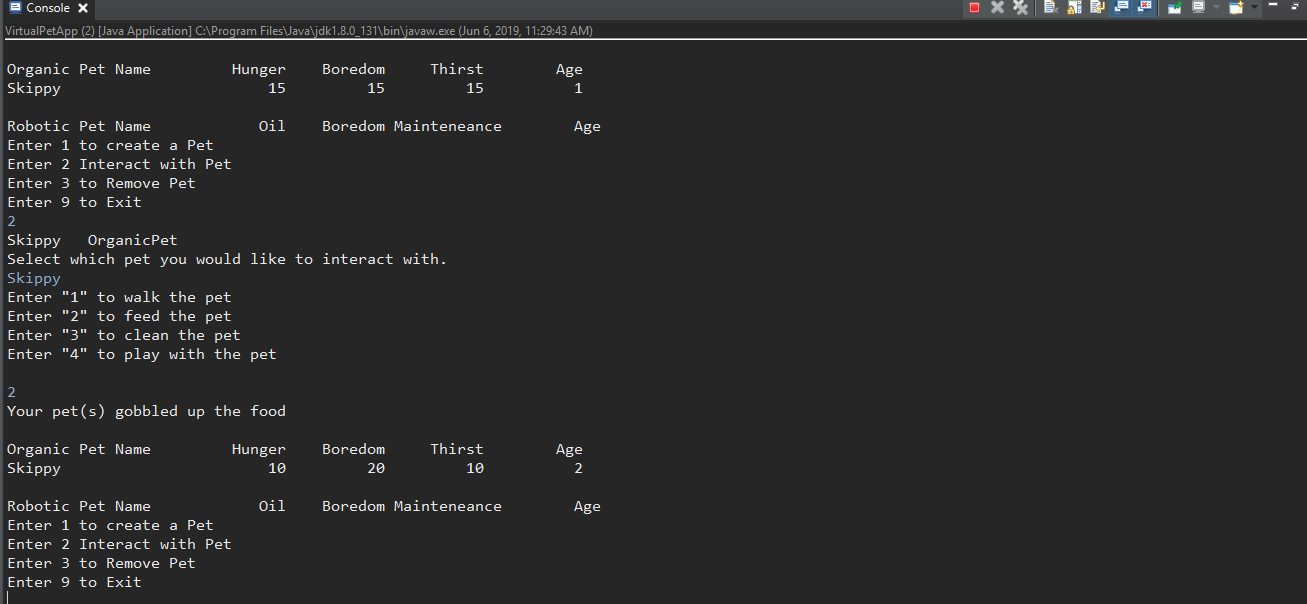 Console
VirtualPetApp (2) [Java Application] C:\Program Files\Java\jdk1.8.0_131\bin\javaw.exe (Jun 6, 2019, 11:29:43 AM)
Organic Pet Name Hunger Boredom Thirst Age
Skippy 15 15 15 1
Robotic Pet Name Oil Boredom Mainteneance Age
Enter 1 to create a Pet
Enter 2 Interact with Pet
Enter 3 to Remove Pet
Enter 9 to Exit
2
Skippy OrganicPet
Select which pet you would like to interact with.
Skippy
Enter "1" to walk the pet
Enter "2" to feed the pet
Enter "3" to clean the pet
Enter "4" to play with the pet
2
Your pet(s) gobbled up the food
Organic Pet Name Hunger Boredom Thirst Age
Skippy 10 20 10 2
Robotic Pet Name Oil Boredom Mainteneance Age
Enter 1 to create a Pet
Enter 2 Interact with Pet
Enter 3 to Remove Pet
Enter 9 to Exit